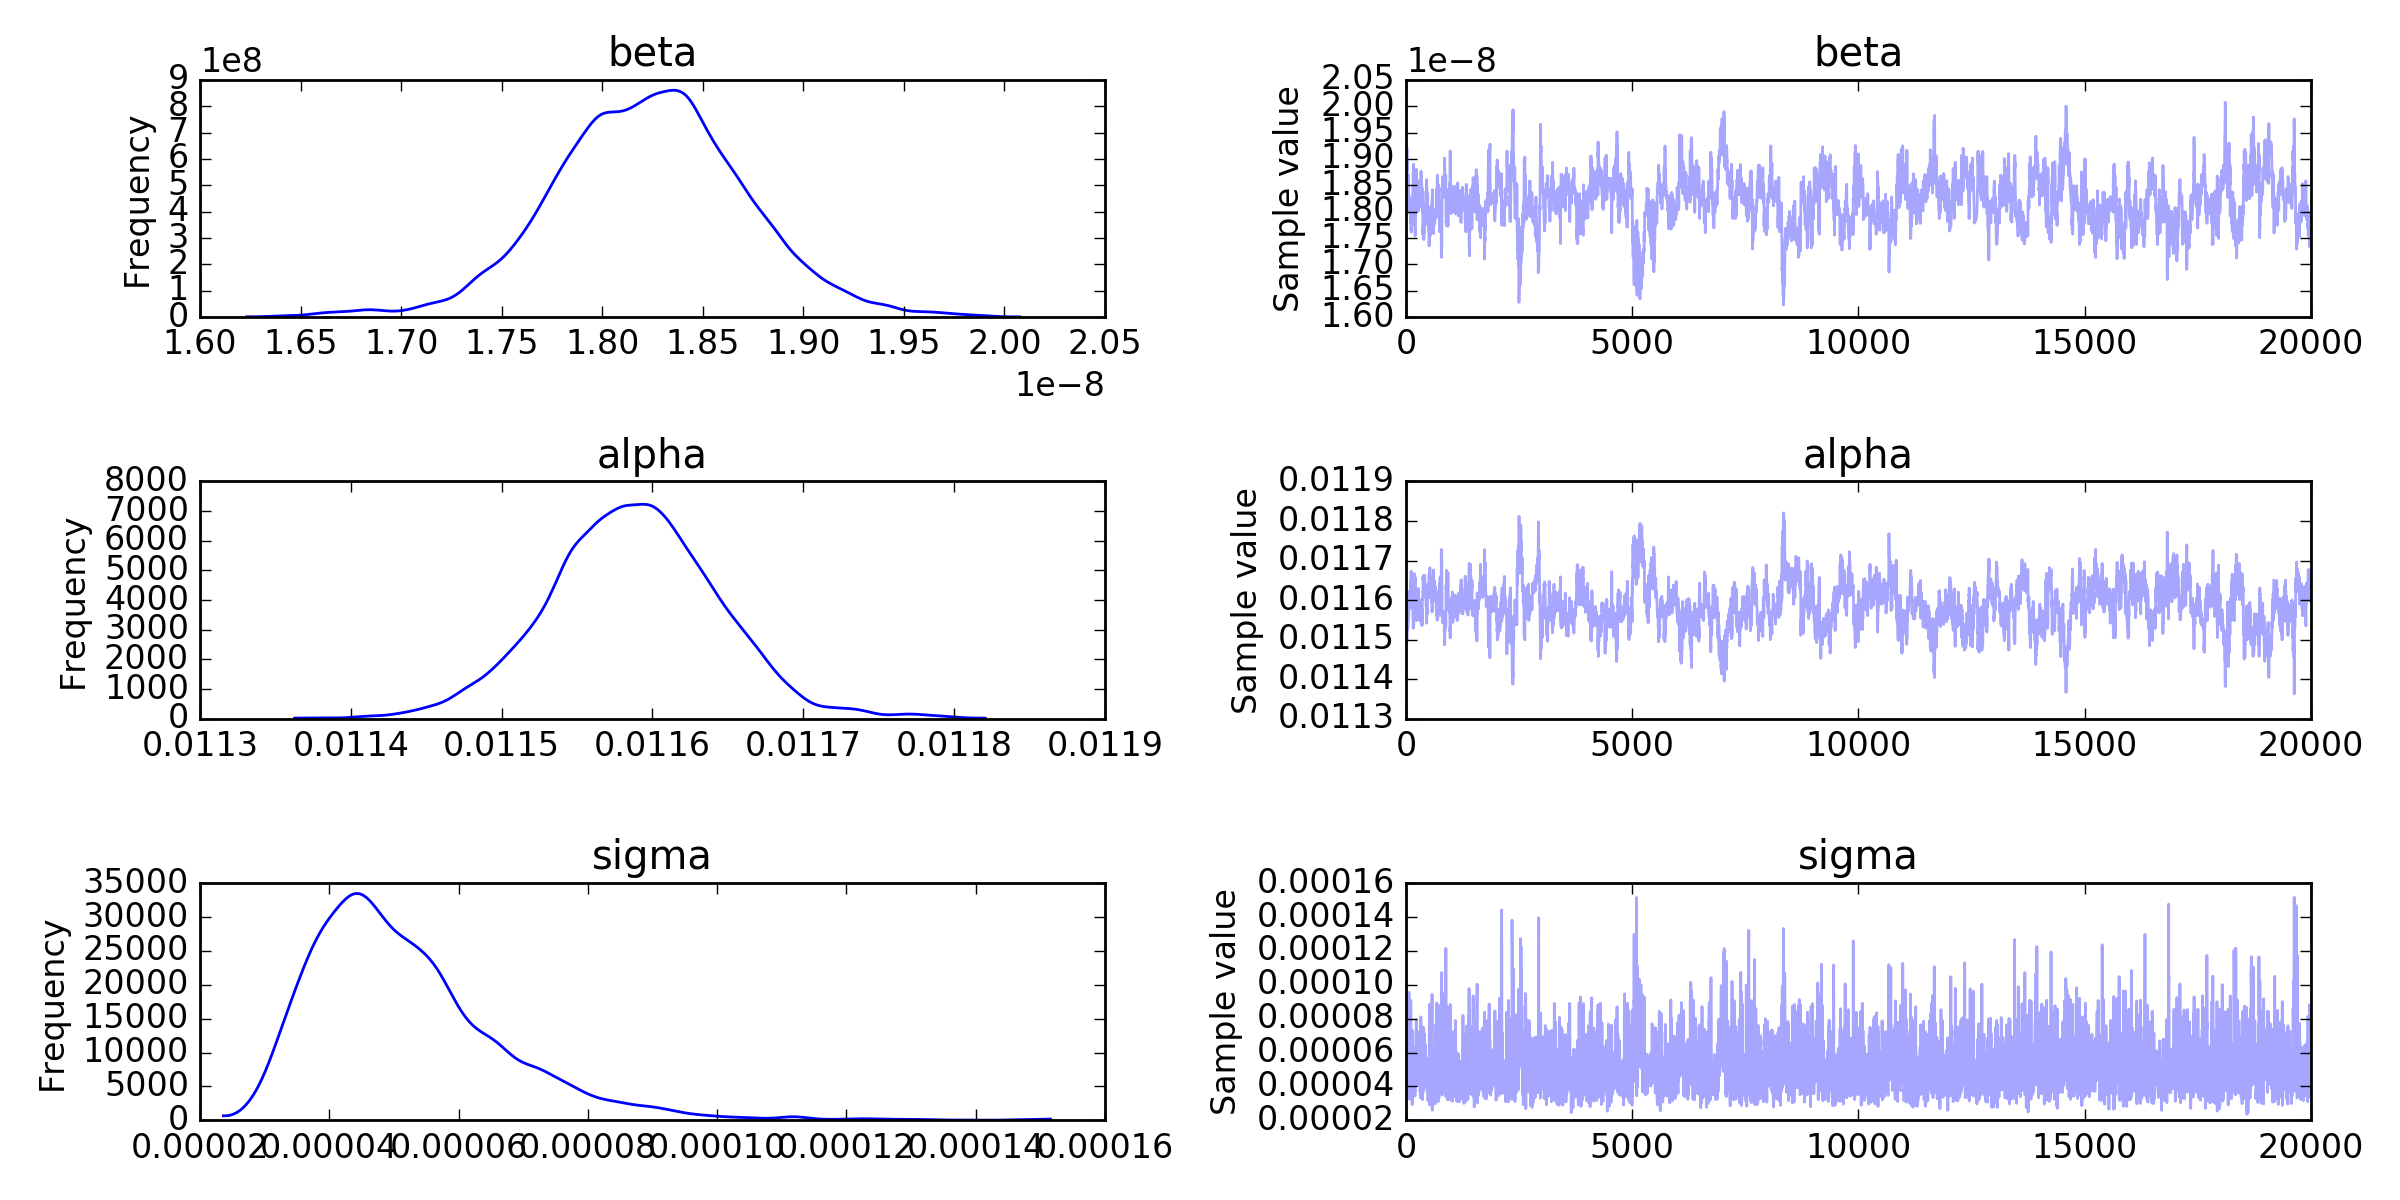 beta
1e8
Frequency
9
8
7
6
5
4
3
2
1
0
1.60 1.65 1.70 1.75 1.80 1.85 1.90 1.95 2.00 2.05
1e−8
beta
1e−8
Sample value
2.05
2.00
1.95
1.90
1.85
1.80
1.75
1.70
1.65
1.60
0 5000 10000 15000 20000
alpha
Frequency
8000
7000
6000
5000
4000
3000
2000
1000
0
0.0113 0.0114 0.0115 0.0116 0.0117 0.0118 0.0119
alpha
Sample value
0.0119
0.0118
0.0117
0.0116
0.0115
0.0114
0.0113
0 5000 10000 15000 20000
sigma
Frequency
35000
30000
25000
20000
15000
10000
5000
0
0.00002 0.00004 0.00006 0.00008 0.00010 0.00012 0.00014 0.00016
sigma
Sample value
0.00016
0.00014
0.00012
0.00010
0.00008
0.00006
0.00004
0.00002
0 5000 10000 15000 20000